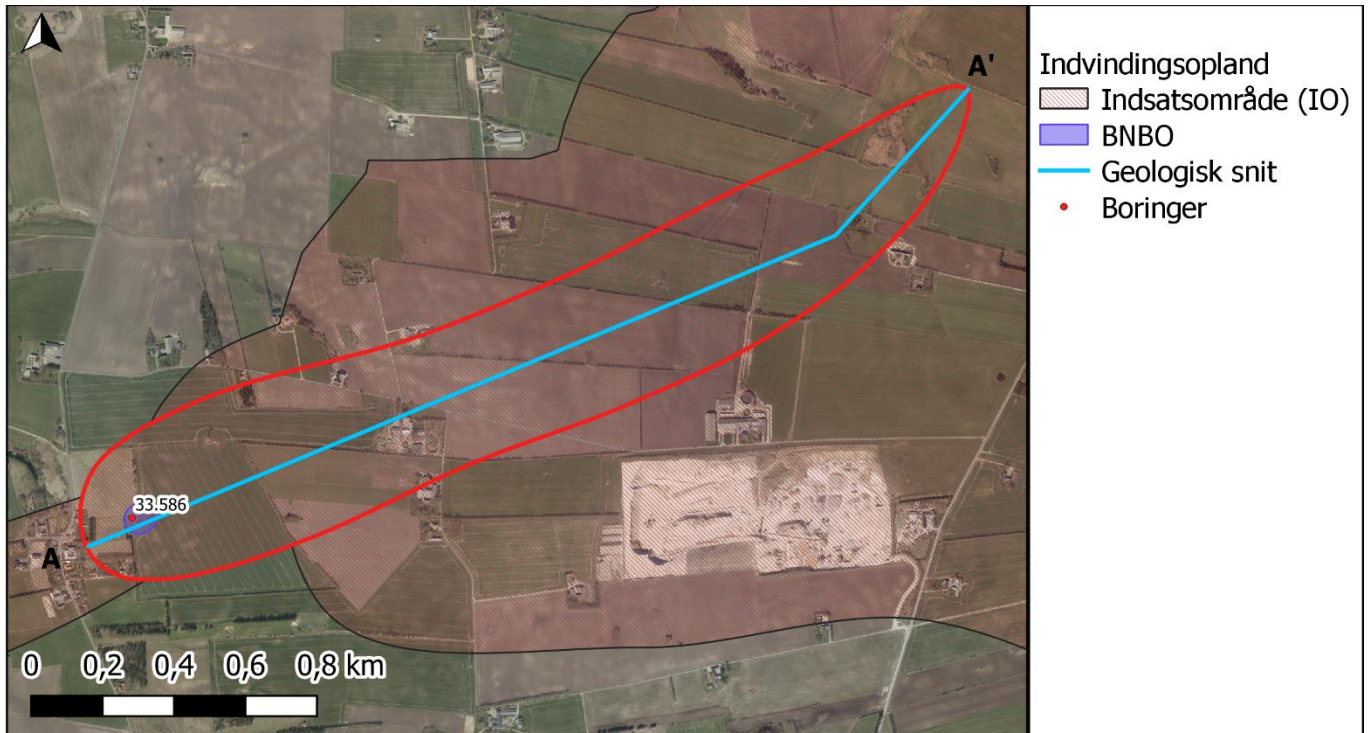 A'
33.586
A
0 0,2 0,4 0,6 0,8 km
Indvindingsopland
Indsatsområde (IO)
BNBO
Geologisk snit
Boringer